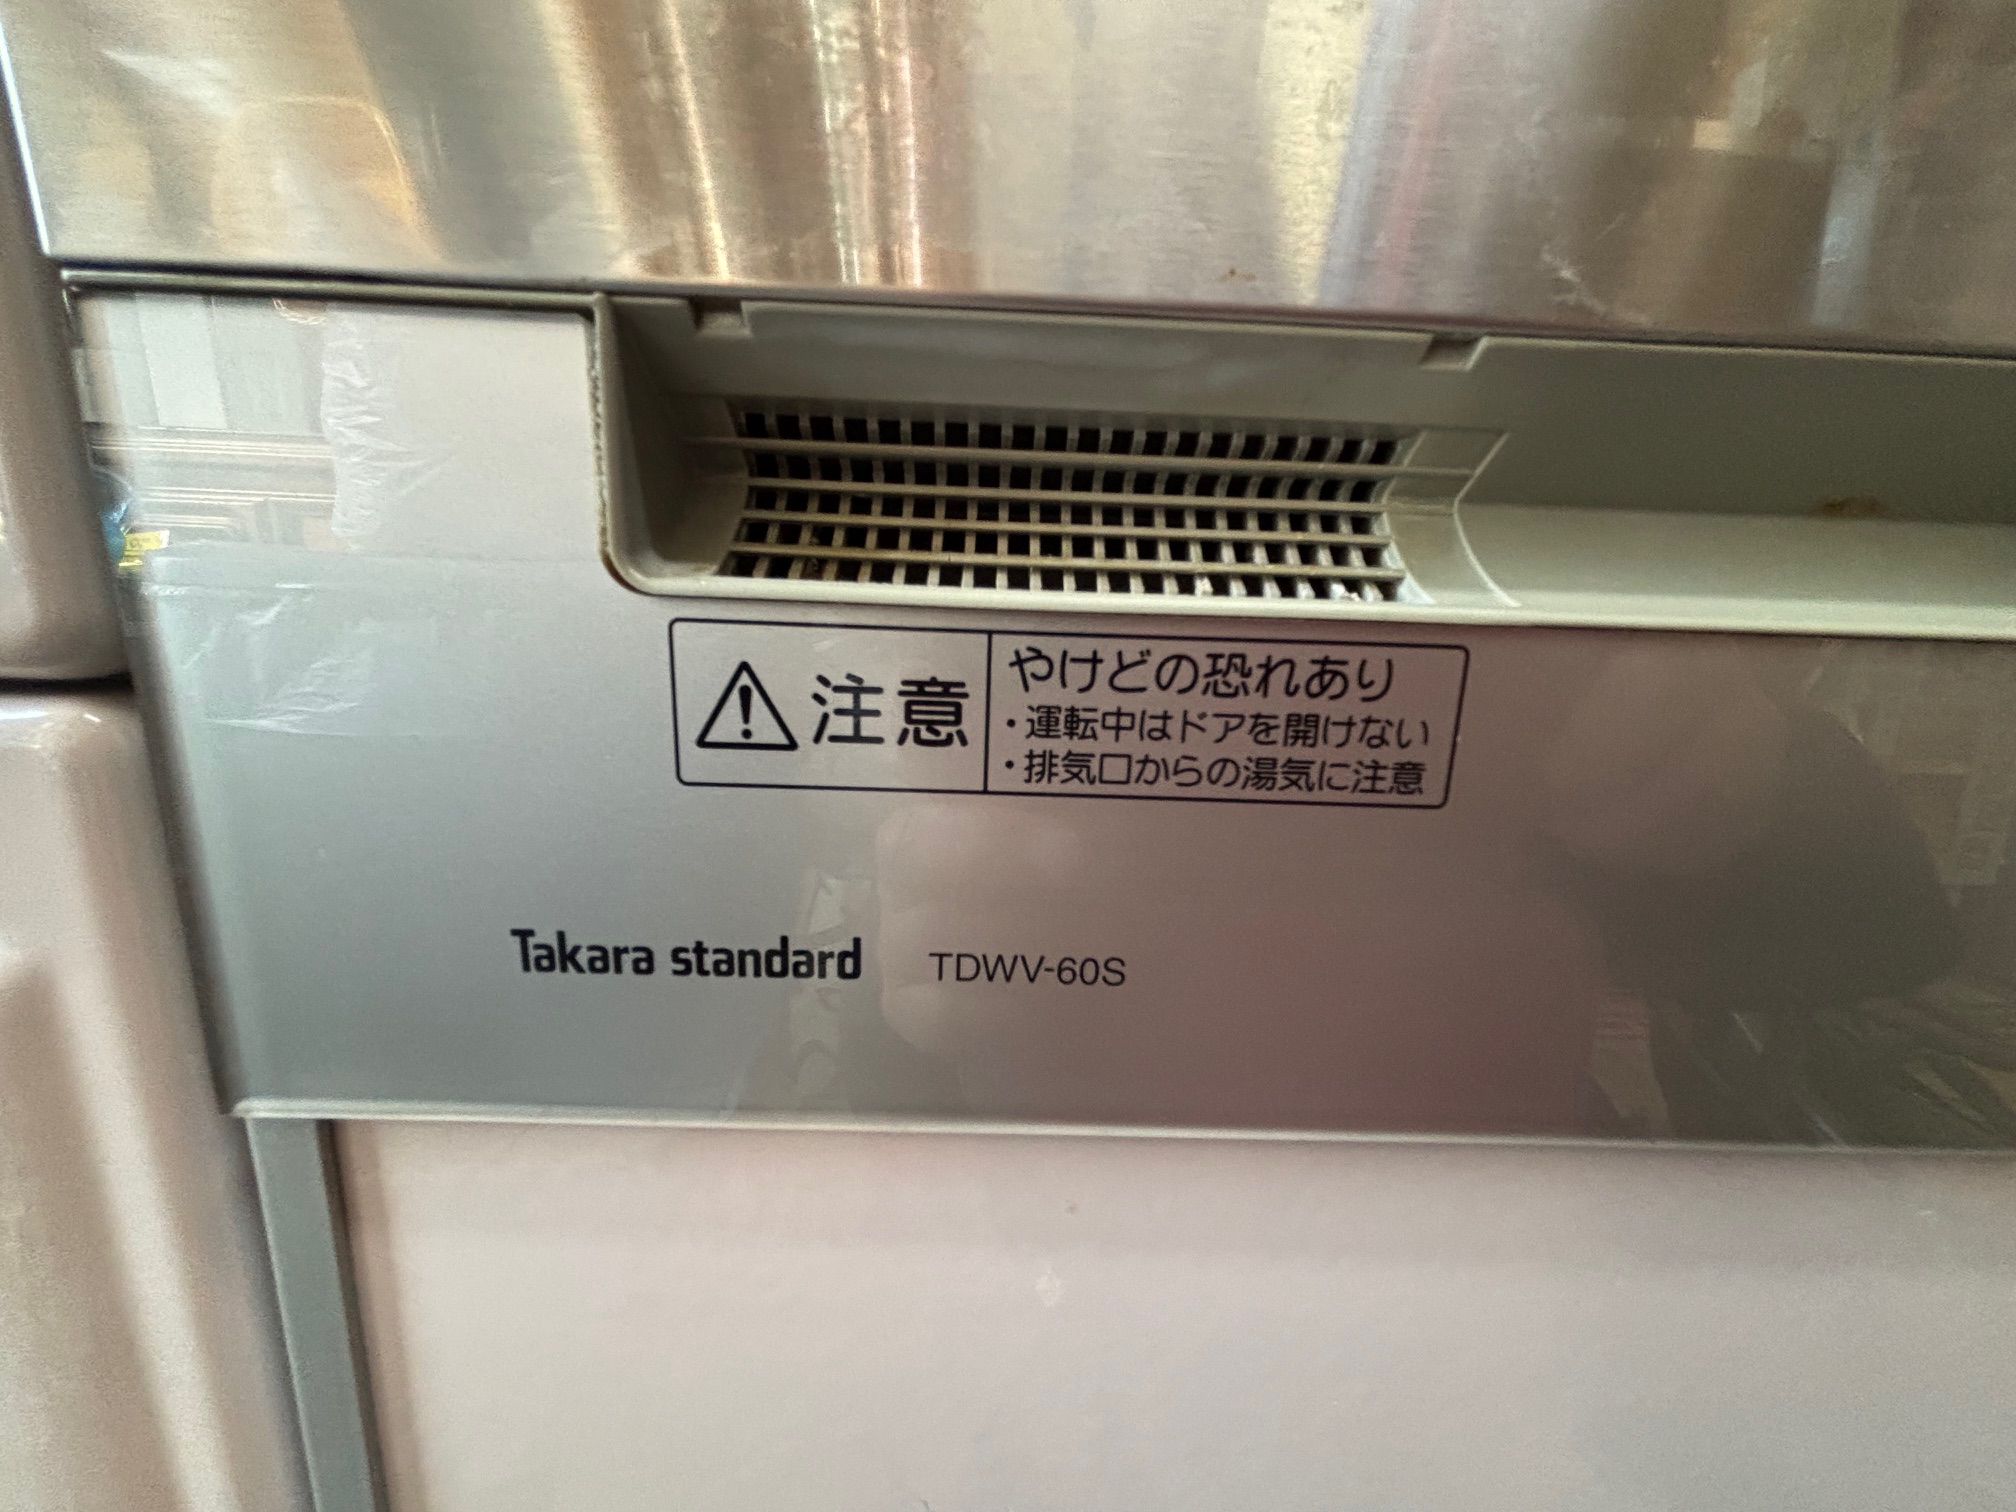 注意
やけどの恐れあり
・運転中はドアを開けない
・排気口からの湯気に注意
Takara standard TDWV-60S